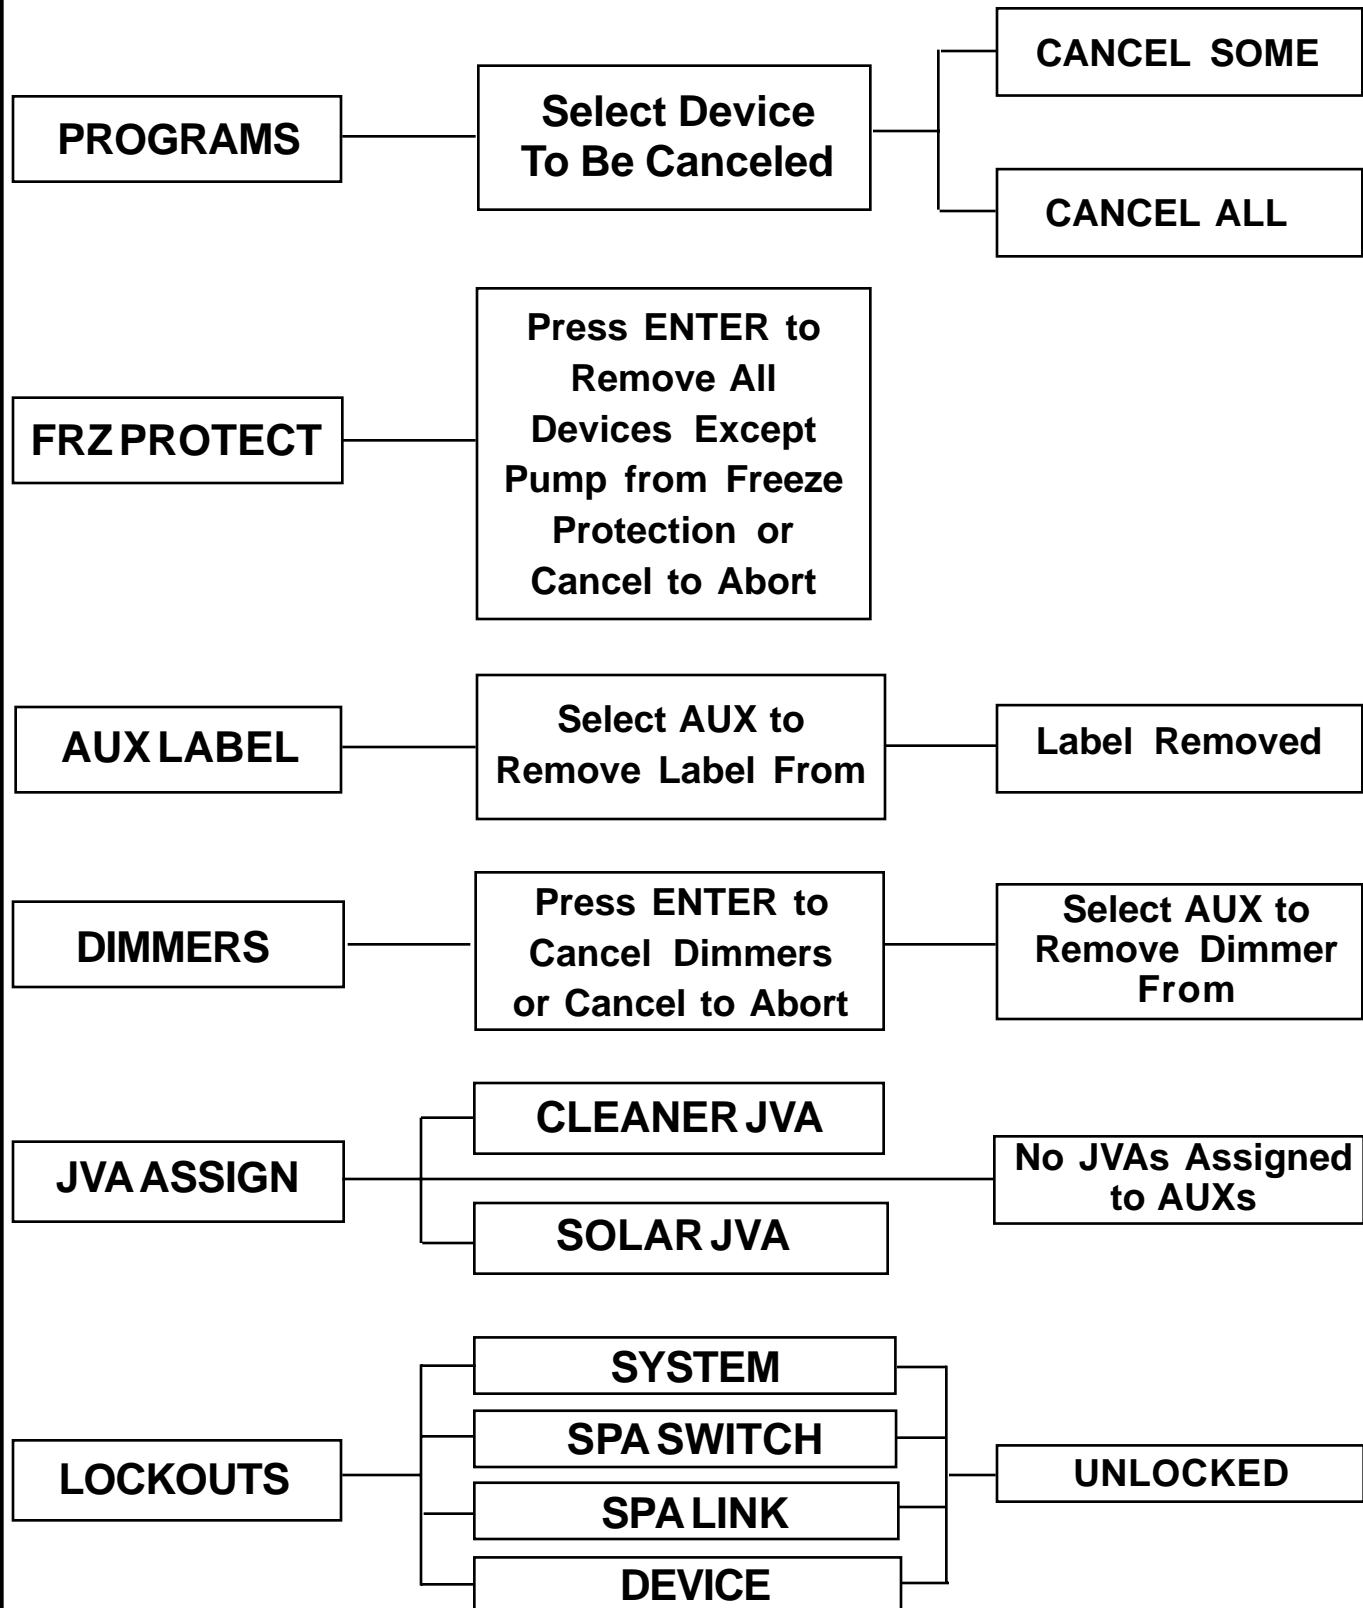 PROGRAMS
Select Device
To Be Canceled
CANCEL SOME
CANCEL ALL
FRZ PROTECT
Press ENTER to
Remove All
Devices Except
Pump from Freeze
Protection or
Cancel to Abort
AUX LABEL
Select AUX to
Remove Label From
Label Removed
DIMMERS
Press ENTER to
Cancel Dimmers
or Cancel to Abort
Select AUX to
Remove Dimmer
From
JVA ASSIGN
CLEANER JVA
SOLAR JVA
No JVAs Assigned
to AUXs
LOCKOUTS
SYSTEM
SPA SWITCH
SPA LINK
DEVICE
UNLOCKED